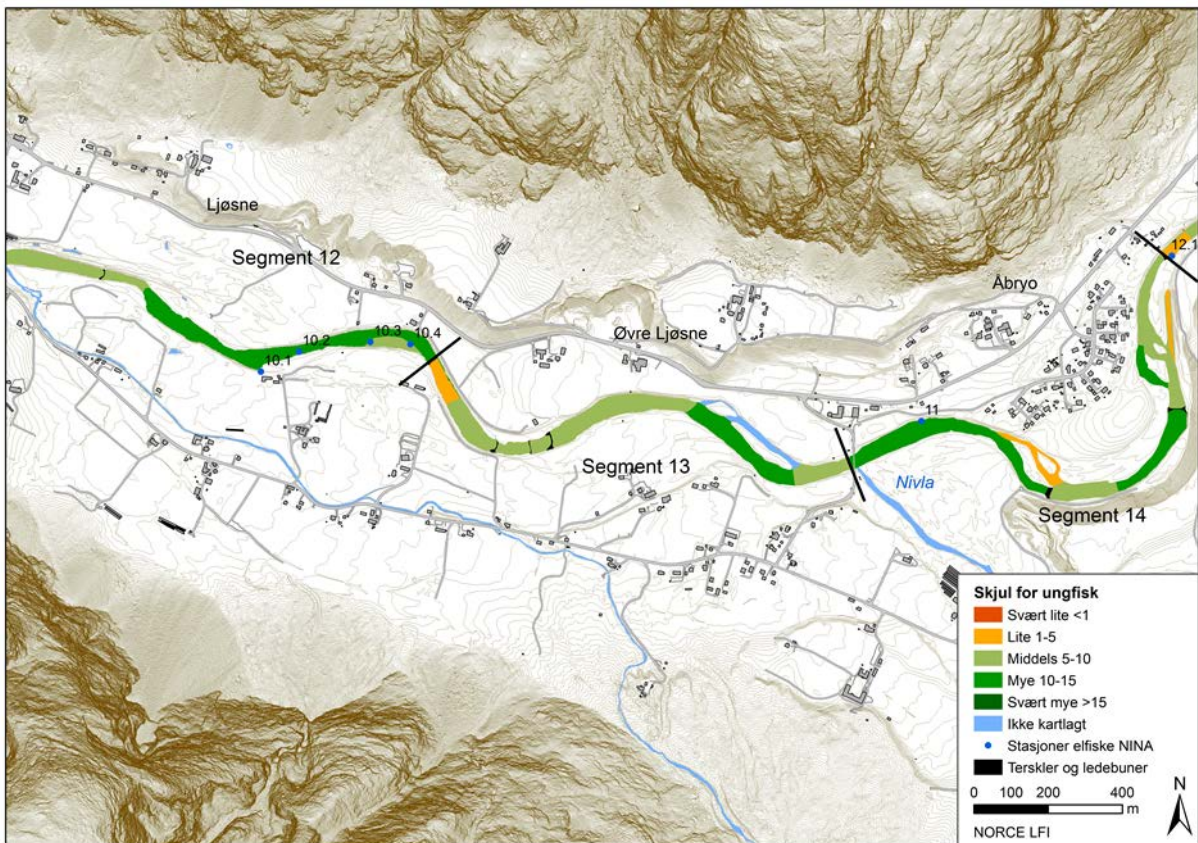 Ljøsne
Segment 12
Åbryo
Øvre Ljøsne
12.1
10.1
10.2
10.3
10.4
11
Segment 13
Nivla
Segment 14
Skjul for ungfisk
Svært lite <1
Lite 1-5
Middels 5-10
Mye 10-15
Svært mye >15
Ikke kartlagt
Stasjoner elfiske NINA
Terskler og ledebuner
0 100 200 400
m
N
NORCE LFI